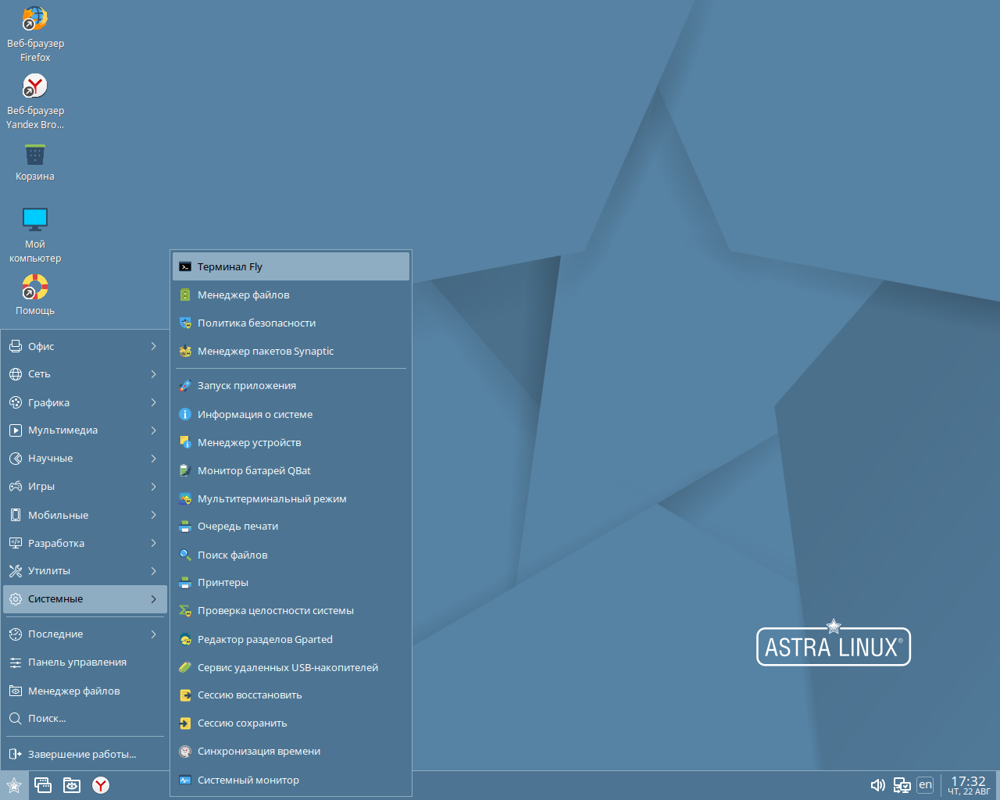 Веб-браузер
Firefox
Веб-браузер
Yandex Bro...
Корзина
Мой
компьютер
Помощь
Офис
Сеть
Графика
Мультимедиа
Научные
Игры
Мобильные
Разработка
Утилиты
Системные
Последние
Панель управления
Менеджер файлов
Поиск...
Завершение работы...
Терминал Fly
Менеджер файлов
Политика безопасности
Менеджер пакетов Synaptic
Запуск приложения
Информация о системе
Менеджер устройств
Монитор батарей QBat
Мультитерминальный режим
Очередь печати
Поиск файлов
Принтеры
Проверка целостности системы
Редактор разделов Gparted
Сервис удаленных USB-накопителей
Сессию восстановить
Сессию сохранить
Синхронизация времени
Системный монитор
ASTRA LINUX®
en
17:32
ЧТ, 22 АВГ